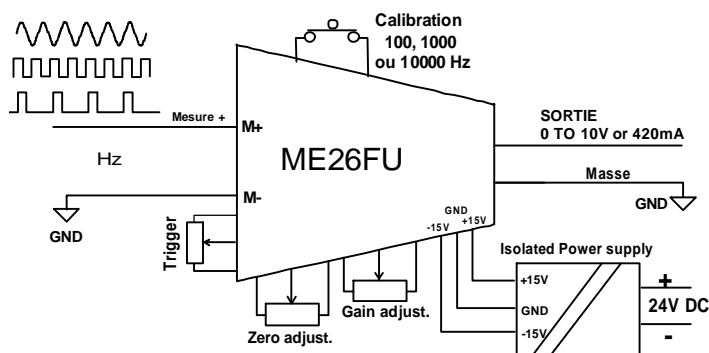 Calibration
100, 1000
ou 10000 Hz
Mesure +
M+
SORTIE
0 TO 10V or 420mA
Hz
ME26FU
Masse
M-
GND
GND
Trigger
GND
-15V
+15V
Isolated Power supply
+15V
+
Gain adjust.
GND
24V DC
Zero adjust.
-15V
-